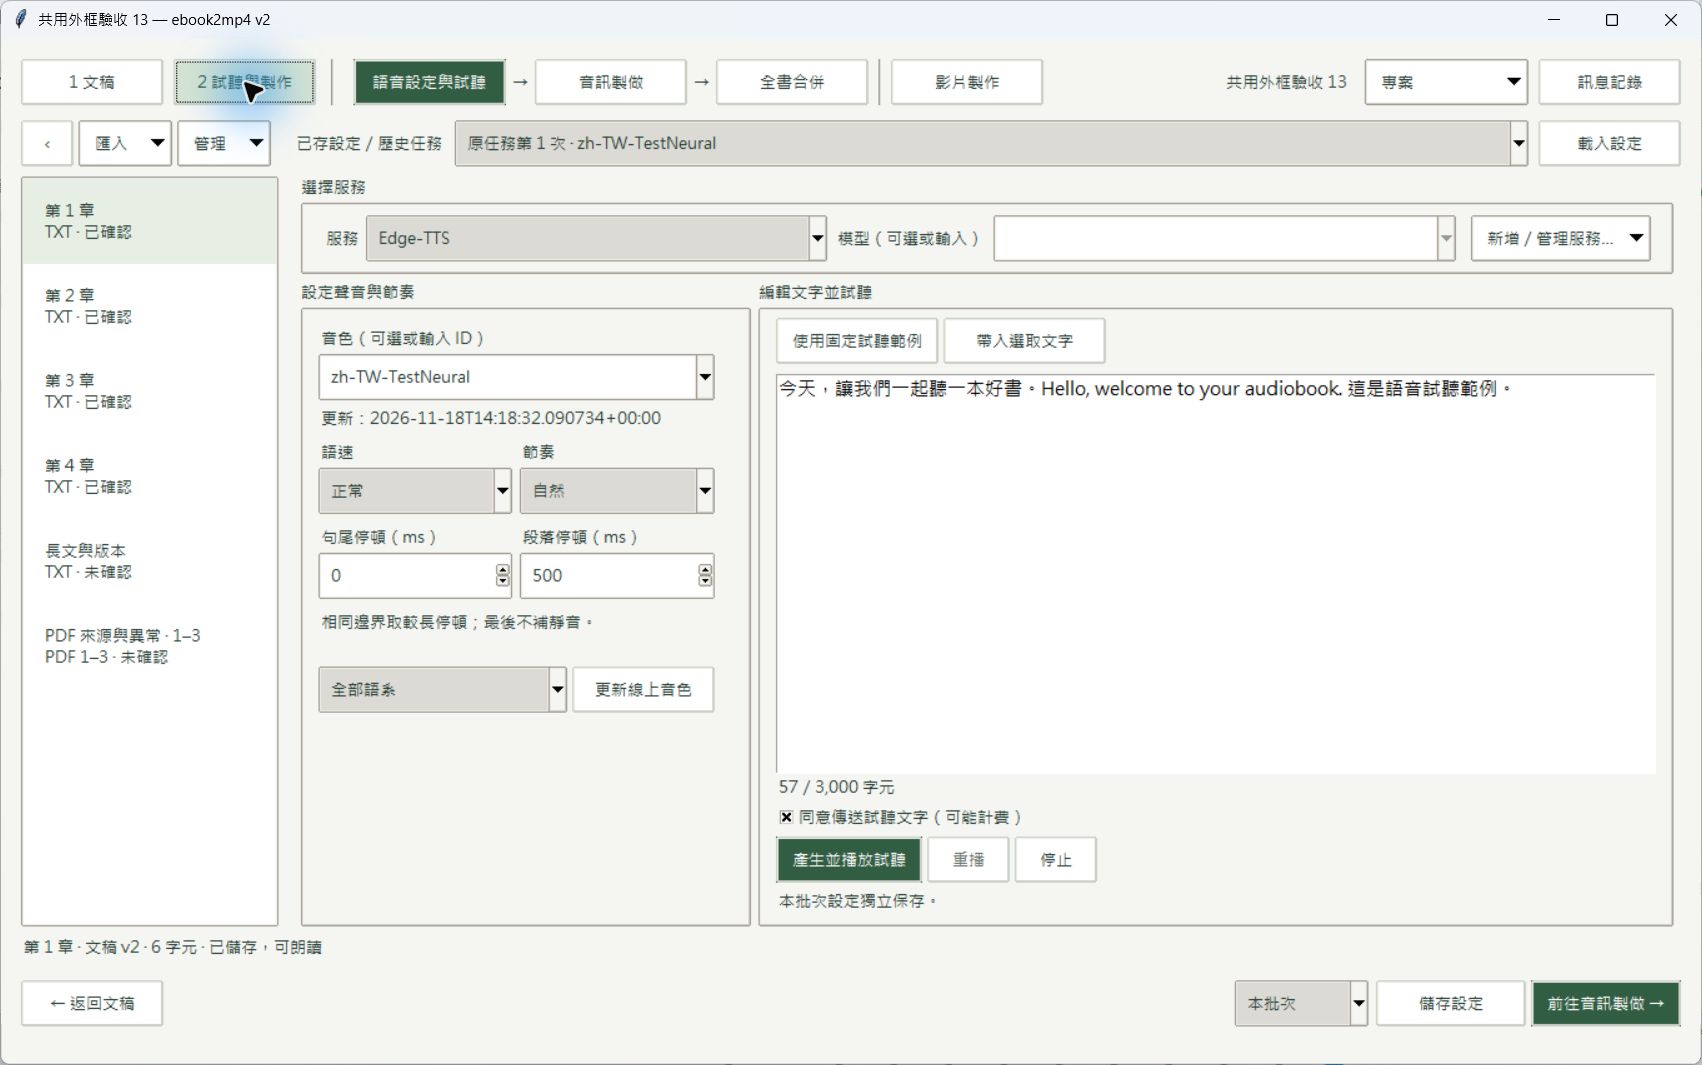 共用外框驗收 13 — ebook2mp4 v2
1 文稿
2 試聽與製作
語音設定與試聽
→
音訊製做
→
全書合併
影片製作
共用外框驗收 13
專案
訊息記錄
‹
匯入
管理
已存設定 / 歷史任務
原任務第 1 次 · zh-TW-TestNeural
載入設定
第 1 章
TXT · 已確認
第 2 章
TXT · 已確認
第 3 章
TXT · 已確認
第 4 章
TXT · 已確認
長文與版本
TXT · 未確認
PDF 來源與異常 · 1–3
PDF 1–3 · 未確認
選擇服務
服務
Edge-TTS
模型（可選或輸入）
新增 / 管理服務...
設定聲音與節奏
音色（可選或輸入 ID）
zh-TW-TestNeural
更新：2026-11-18T14:18:32.090734+00:00
語速
節奏
正常
自然
句尾停頓（ms）
段落停頓（ms）
0
500
相同邊界取較長停頓；最後不補靜音。
全部語系
更新線上音色
編輯文字並試聽
使用固定試聽範例
帶入選取文字
今天，讓我們一起聽一本好書。Hello, welcome to your audiobook. 這是語音試聽範例。
57 / 3,000 字元
同意傳送試聽文字（可能計費）
產生並播放試聽
重播
停止
本批次設定獨立保存。
第 1 章 · 文稿 v2 · 6 字元 · 已儲存，可朗讀
← 返回文稿
本批次
儲存設定
前往音訊製做 →